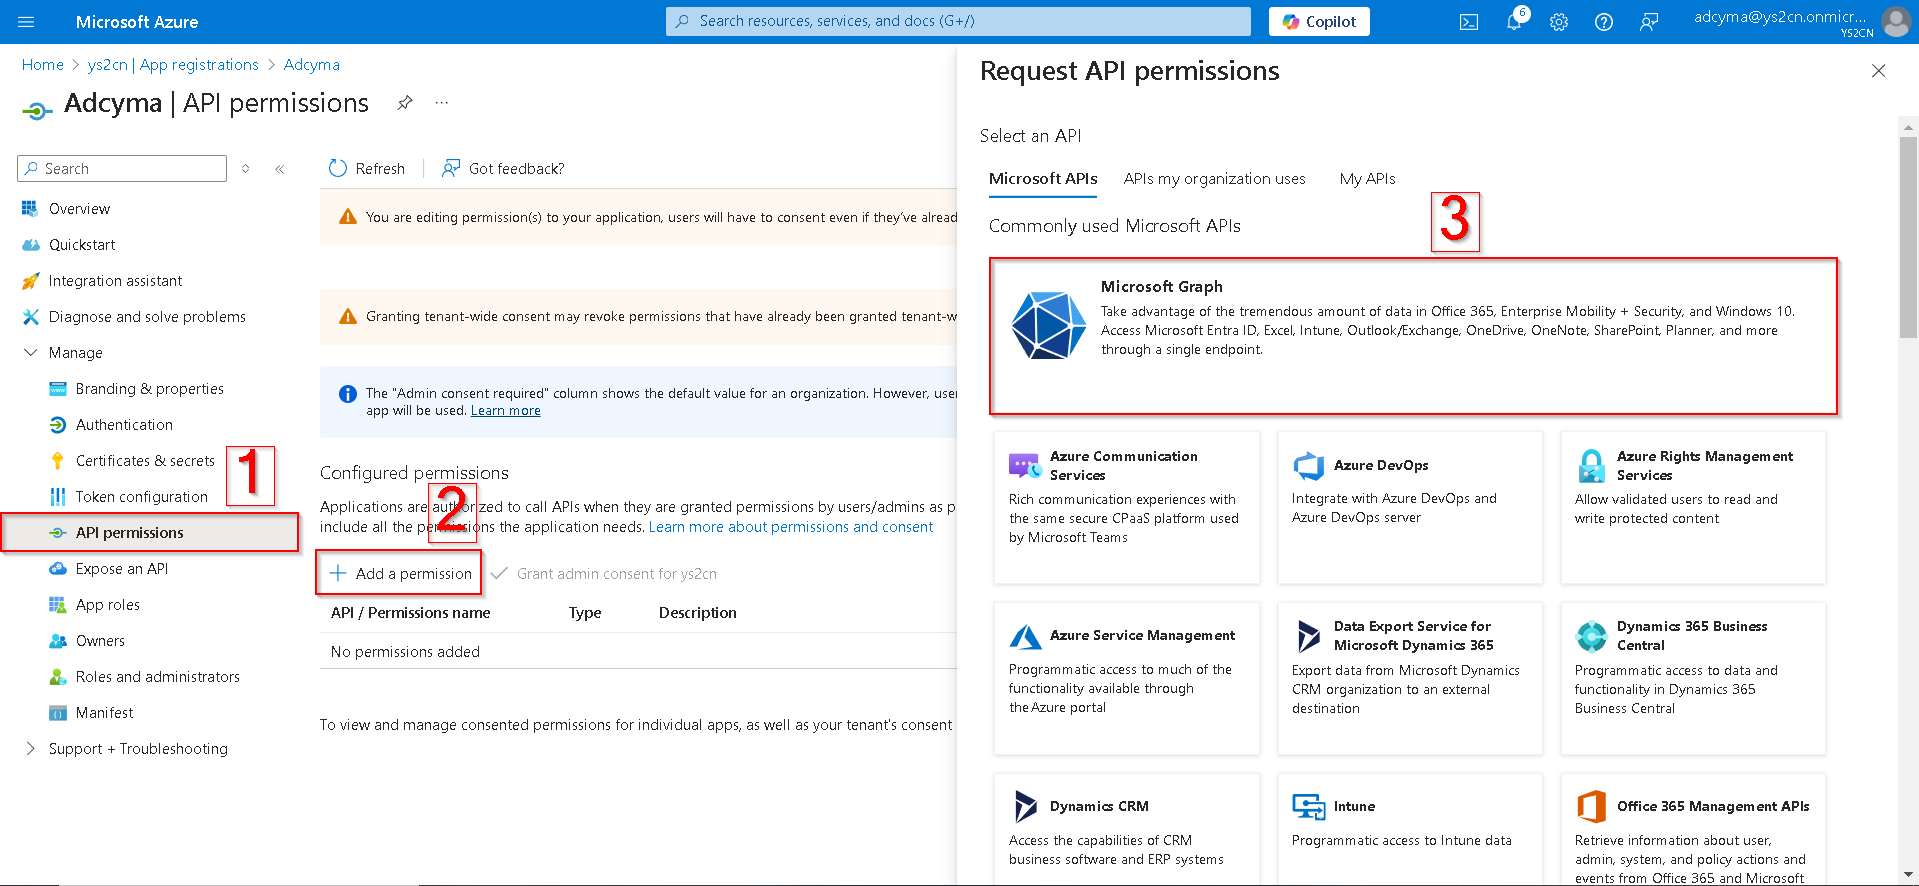 Microsoft Azure
Search resources, services, and docs (G+/)
Copilot
6
adcyma@ys2cn.onmicr...
YS2CN
Home > ys2cn | App registrations > Adcyma
Adcyma | API permissions
...
Search
Overview
Quickstart
Integration assistant
Diagnose and solve problems
Manage
Branding & properties
Authentication
Certificates & secrets
1
Token configuration
API permissions
Expose an API
App roles
Owners
Roles and administrators
Manifest
Support + Troubleshooting
Refresh
Got feedback?
You are editing permission(s) to your application, users will have to consent even if they've alread
Granting tenant-wide consent may revoke permissions that have already been granted tenant-w
The "Admin consent required" column shows the default value for an organization. However, use
app will be used. Learn more
Configured permissions
Applications are authorized to call APIs when they are granted permissions by users/admins as p
include all the permissions the application needs. Learn more about permissions and consent
2
Add a permission
Grant admin consent for ys2cn
API / Permissions name
Type
Description
No permissions added
To view and manage consented permissions for individual apps, as well as your tenant's consent
Request API permissions
Select an API
Microsoft APIs
APIs my organization uses
My APIs
3
Commonly used Microsoft APIs
Microsoft Graph
Take advantage of the tremendous amount of data in Office 365, Enterprise Mobility + Security, and Windows 10.
Access Microsoft Entra ID, Excel, Intune, Outlook/Exchange, OneDrive, OneNote, SharePoint, Planner, and more
through a single endpoint.
Azure Communication
Services
Rich communication experiences with
the same secure CPaaS platform used
by Microsoft Teams
Azure DevOps
Integrate with Azure DevOps and
Azure DevOps server
Azure Rights Management
Services
Allow validated users to read and
write protected content
Azure Service Management
Programmatic access to much of the
functionality available through
the Azure portal
Data Export Service for
Microsoft Dynamics 365
Export data from Microsoft Dynamics
CRM organization to an external
destination
Dynamics 365 Business
Central
Programmatic access to data and
functionality in Dynamics 365
Business Central
Dynamics CRM
Access the capabilities of CRM
business software and ERP systems
Intune
Programmatic access to Intune data
Office 365 Management APIs
Retrieve information about user,
admin, system, and policy actions and
events from Office 365 and Microsoft